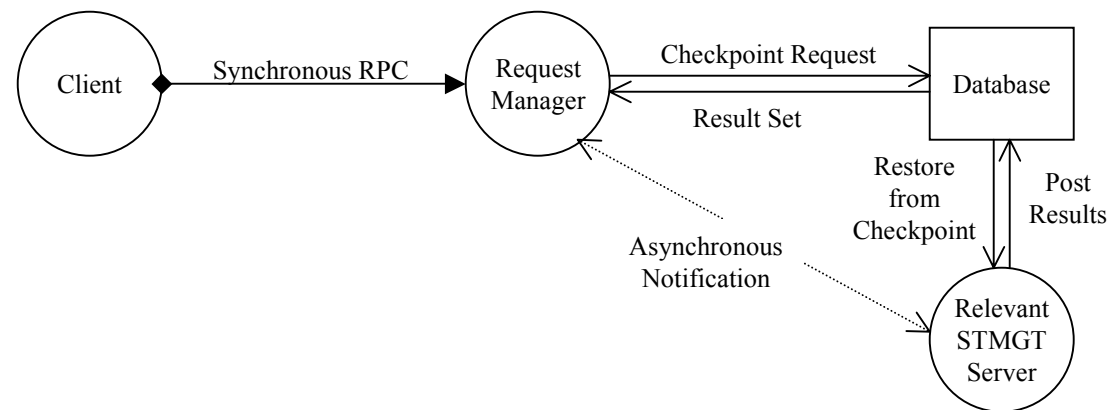 Client
Synchronous RPC
Request
Manager
Checkpoint Request
Result Set
Database
Restore
from
Checkpoint
Post
Results
Asynchronous
Notification
Relevant
STMGT
Server